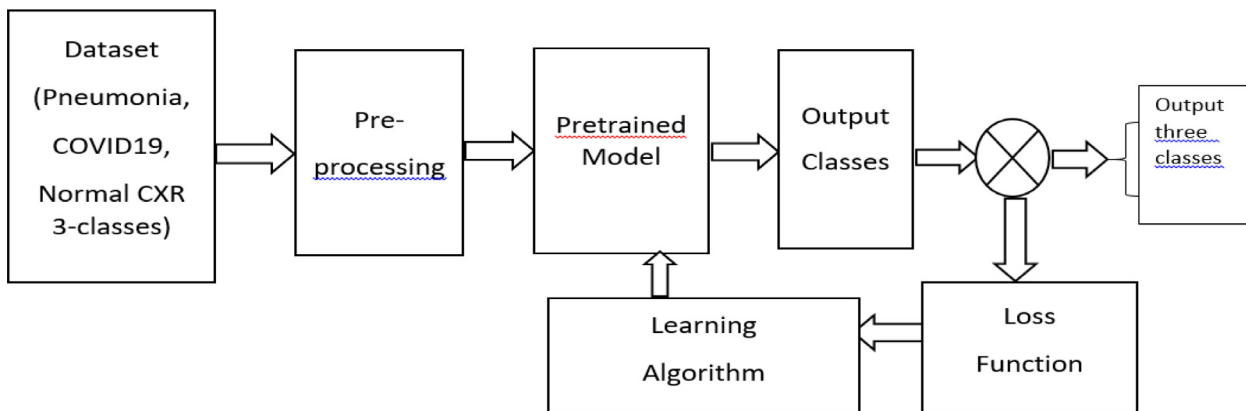 Dataset
(Pneumonia,
COVID19,
Normal CXR
3-classes)
Pre-
processing
Pretrained
Model
Output
Classes
Output
three
classes
Learning
Algorithm
Loss
Function